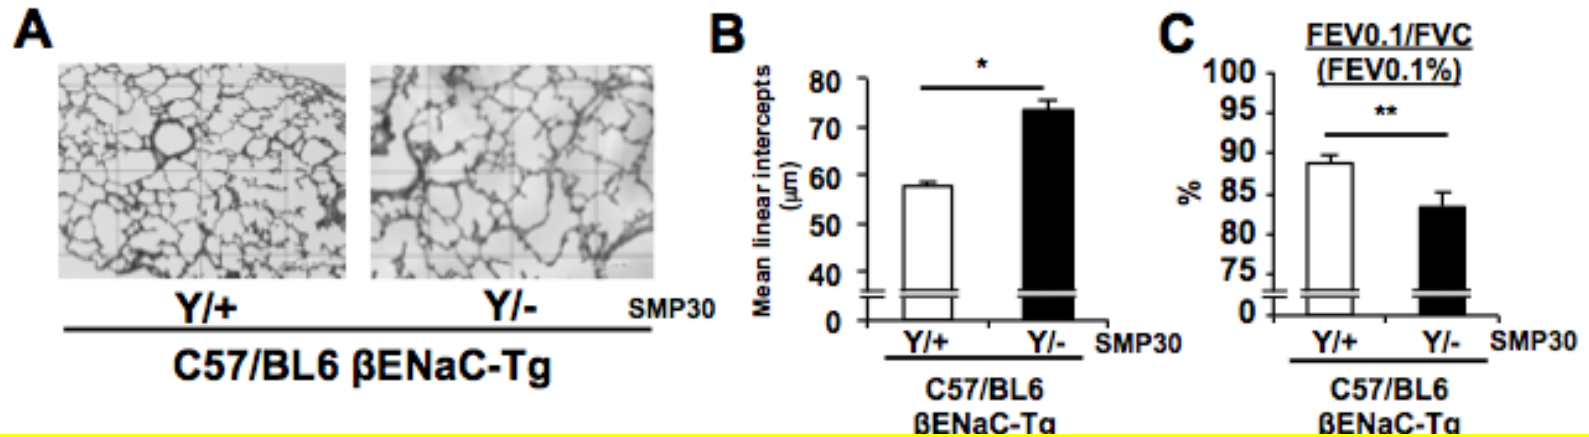 A
Y/+ Y/- SMP30
C57/BL6 βENaC-Tg
B
Mean linear intercepts
(μm)
80
70
60
50
40
0
*
Y/+ Y/- SMP30
C57/BL6
βENaC-Tg
C
FEV0.1/FVC
(FEV0.1%)
%
100
95
90
85
80
75
0
**
Y/+ Y/- SMP30
C57/BL6
βENaC-Tg